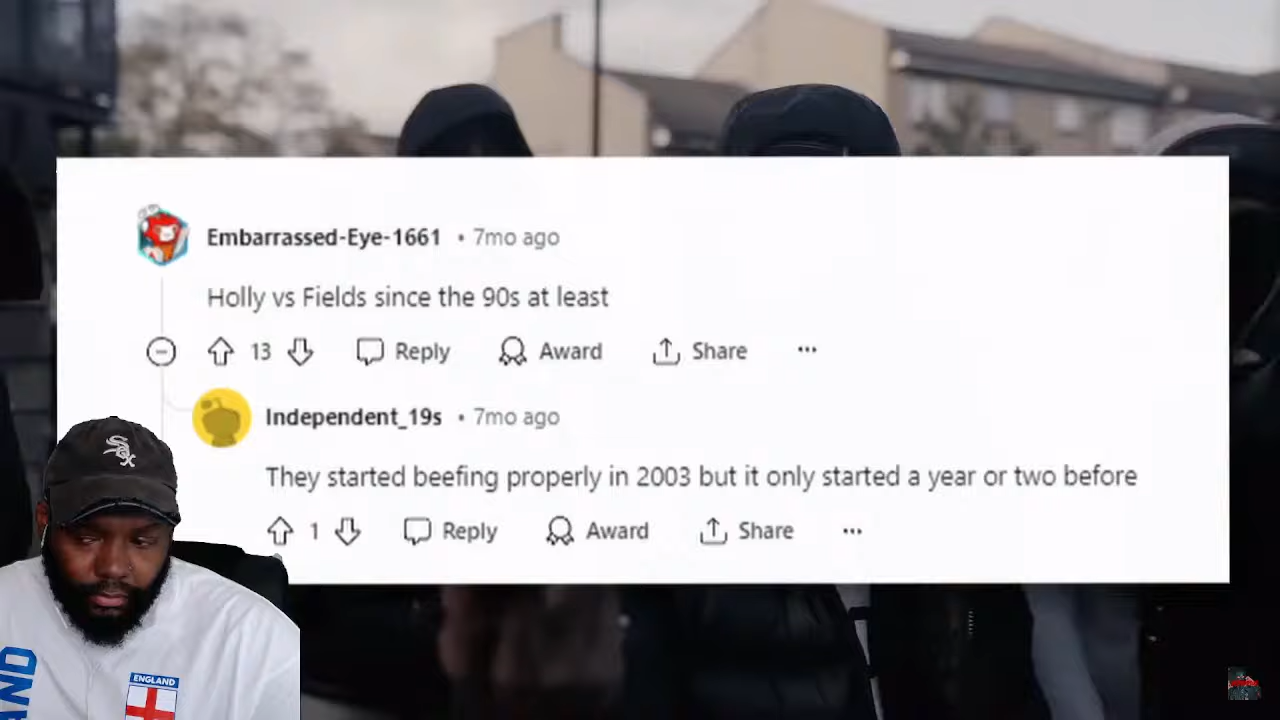 Embarrassed-Eye-1661 • 7mo ago
Holly vs Fields since the 90s at least
13 Reply Award Share ...
Independent_19s • 7mo ago
They started beefing properly in 2003 but it only started a year or two before
1 Reply Award Share ...
Sox
ENGLAND
AND